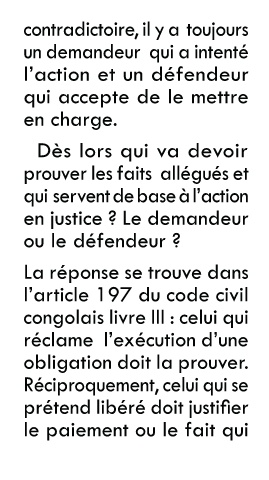 contradictoire, il y a toujours
un demandeur qui a intenté
l'action et un défendeur
qui accepte de le mettre
en charge.
Dès lors qui va devoir
prouver les faits allégués et
qui servent de base à l'action
en justice ? Le demandeur
ou le défendeur ?
La réponse se trouve dans
l'article 197 du code civil
congolais livre III : celui qui
réclame l'exécution d'une
obligation doit la prouver.
Réciproquement, celui qui se
prétend libéré doit justifier
le paiement ou le fait qui